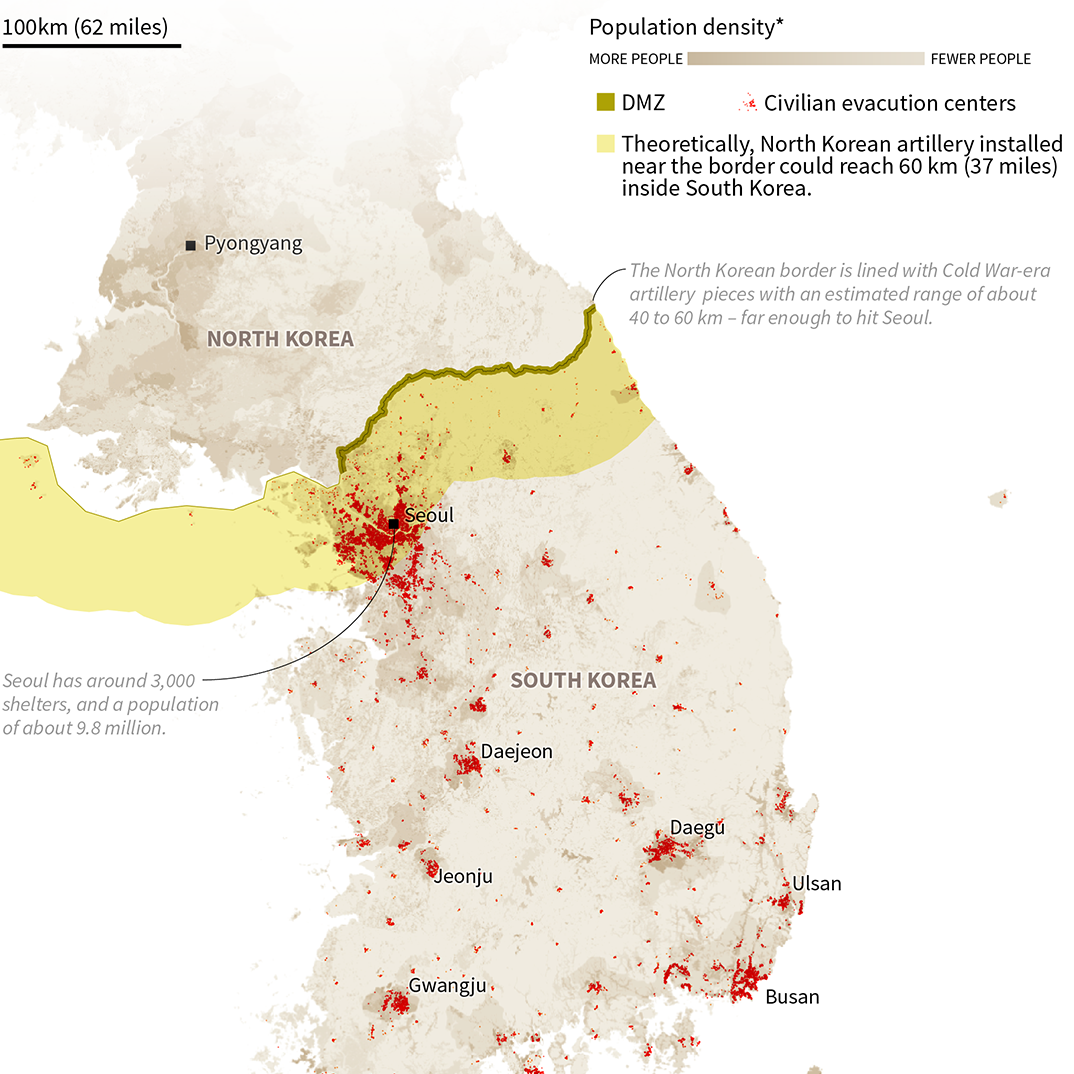 100km (62 miles)
Population density*
MORE PEOPLE
FEWER PEOPLE
DMZ
Civilian evacution centers
Theoretically, North Korean artillery installed
near the border could reach 60 km (37 miles)
inside South Korea.
Pyongyang
The North Korean border is lined with Cold War-era
artillery pieces with an estimated range of about
40 to 60 km – far enough to hit Seoul.
NORTH KOREA
Seoul
Seoul has around 3,000
shelters, and a population
of about 9.8 million.
SOUTH KOREA
Daejeon
Daegu
Jeonju
Ulsan
Gwangju
Busan